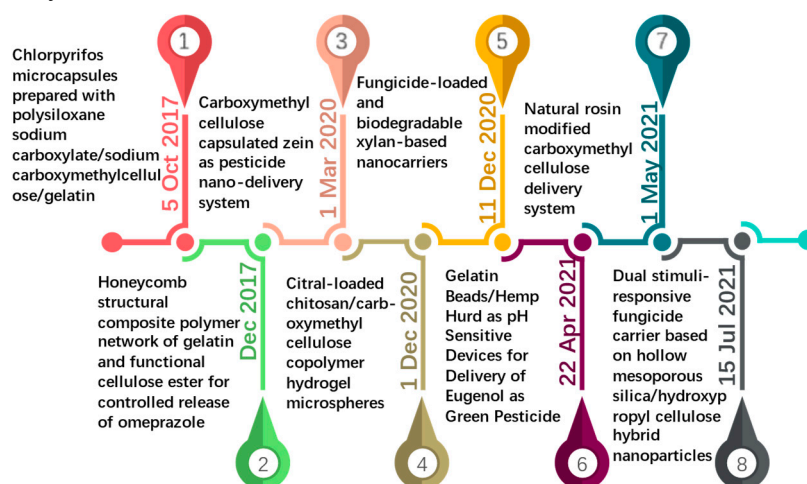 1
Chlorpyrifos
microcapsules
prepared with
polysiloxane
sodium
carboxylate/sodium
carboxymethylcellul
ose/gelatin
5 Oct 2017
Carboxymethyl
cellulose
capsulated zein
as pesticide
nano-delivery
system
3
1 Mar 2020
Fungicide-loaded
and
biodegradable
xylan-based
nanocarriers
5
11 Dec 2020
Natural rosin
modified
carboxymethyl
cellulose
delivery
system
7
1 May 2021
Honeycomb
structural
composite polymer
network of gelatin
and functional
cellulose ester for
controlled release
of omeprazole
Dec 2017
2
Citral-loaded
chitosan/carb-
oxymethyl
cellulose
copolymer
hydrogel
microspheres
1 Dec 2020
4
Gelatin
Beads/Hemp
Hurd as pH
Sensitive
Devices for
Delivery of
Eugenol as
Green Pesticide
22 Apr 2021
6
Dual stimuli-
responsive
fungicide
carrier based
on hollow
mesoporous
silica/hydroxyp
ropyl cellulose
hybrid
nanoparticles
15 Jul 2021
8